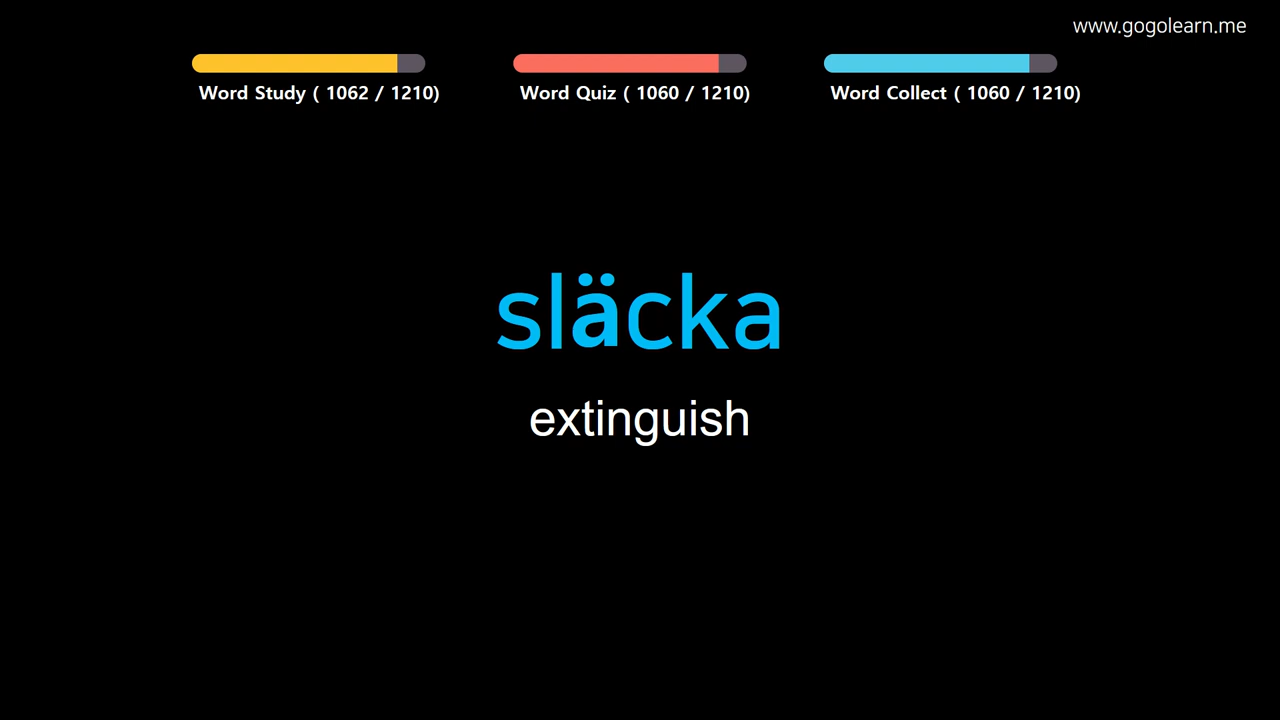 www.gogolearn.me
Word Study ( 1062 / 1210)
Word Quiz ( 1060 / 1210)
Word Collect ( 1060 / 1210)
släcka
extinguish